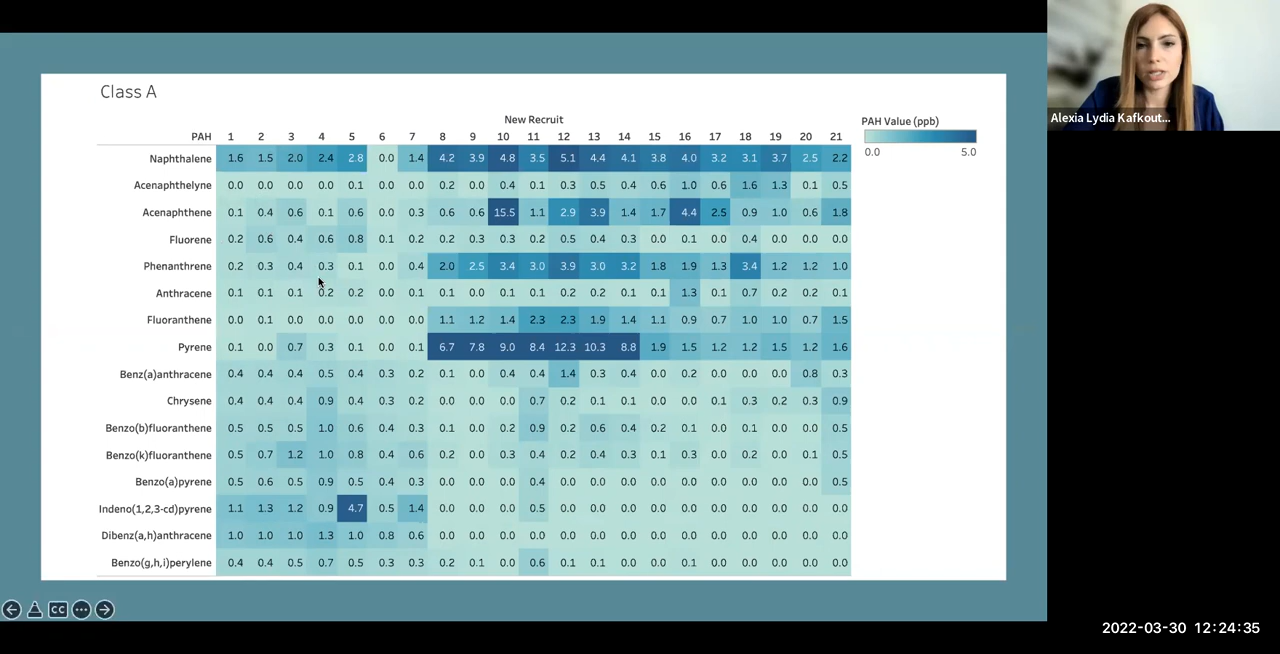 Class A
New Recruit
PAH 1 2 3 4 5 6 7 8 9 10 11 12 13 14 15 16 17 18 19 20 21
Naphthalene 1.6 1.5 2.0 2.4 2.8 0.0 1.4 4.2 3.9 4.8 3.5 5.1 4.4 4.1 3.8 4.0 3.2 3.1 3.7 2.5 2.2
Acenaphthelyne 0.0 0.0 0.0 0.0 0.1 0.0 0.0 0.2 0.0 0.4 0.1 0.3 0.5 0.4 0.6 1.0 0.6 1.6 1.3 0.1 0.5
Acenaphthene 0.1 0.4 0.6 0.1 0.6 0.0 0.3 0.6 0.6 15.5 1.1 2.9 3.9 1.4 1.7 4.4 2.5 0.9 1.0 0.6 1.8
Fluorene 0.2 0.6 0.4 0.6 0.8 0.1 0.2 0.2 0.3 0.3 0.2 0.5 0.4 0.3 0.0 0.1 0.0 0.4 0.0 0.0 0.0
Phenanthrene 0.2 0.3 0.4 0.3 0.1 0.0 0.4 2.0 2.5 3.4 3.0 3.9 3.0 3.2 1.8 1.9 1.3 3.4 1.2 1.2 1.0
Anthracene 0.1 0.1 0.1 0.2 0.2 0.0 0.1 0.1 0.0 0.1 0.1 0.2 0.2 0.1 0.1 1.3 0.1 0.7 0.2 0.2 0.1
Fluoranthene 0.0 0.1 0.0 0.0 0.0 0.0 0.0 1.1 1.2 1.4 2.3 2.3 1.9 1.4 1.1 0.9 0.7 1.0 1.0 0.7 1.5
Pyrene 0.1 0.0 0.7 0.3 0.1 0.0 0.1 6.7 7.8 9.0 8.4 12.3 10.3 8.8 1.9 1.5 1.2 1.2 1.5 1.2 1.6
Benz(a)anthracene 0.4 0.4 0.4 0.5 0.4 0.3 0.2 0.1 0.0 0.4 0.4 1.4 0.3 0.4 0.0 0.2 0.0 0.0 0.0 0.8 0.3
Chrysene 0.4 0.4 0.4 0.9 0.4 0.3 0.2 0.0 0.0 0.0 0.7 0.2 0.1 0.1 0.0 0.0 0.1 0.3 0.2 0.3 0.9
Benzo(b)fluoranthene 0.5 0.5 0.5 1.0 0.6 0.4 0.3 0.1 0.0 0.2 0.9 0.2 0.6 0.4 0.2 0.1 0.0 0.1 0.0 0.0 0.5
Benzo(k)fluoranthene 0.5 0.7 1.2 1.0 0.8 0.4 0.6 0.2 0.0 0.3 0.4 0.2 0.4 0.3 0.1 0.3 0.0 0.2 0.0 0.1 0.5
Benzo(a)pyrene 0.5 0.6 0.5 0.9 0.5 0.4 0.3 0.0 0.0 0.0 0.4 0.0 0.0 0.0 0.0 0.0 0.0 0.0 0.0 0.0 0.5
Indeno(1,2,3-cd)pyrene 1.1 1.3 1.2 0.9 4.7 0.5 1.4 0.0 0.0 0.0 0.5 0.0 0.0 0.0 0.0 0.0 0.0 0.0 0.0 0.0 0.0
Dibenz(a,h)anthracene 1.0 1.0 1.0 1.3 1.0 0.8 0.6 0.0 0.0 0.0 0.0 0.0 0.0 0.0 0.0 0.0 0.0 0.0 0.0 0.0 0.0
Benzo(g,h,i)perylene 0.4 0.4 0.5 0.7 0.5 0.3 0.3 0.2 0.1 0.0 0.6 0.1 0.1 0.0 0.0 0.1 0.0 0.0 0.0 0.0 0.0
PAH Value (ppb)
0.0 5.0
Alexia Lydia Kafkout...
CC
2022-03-30 12:24:35